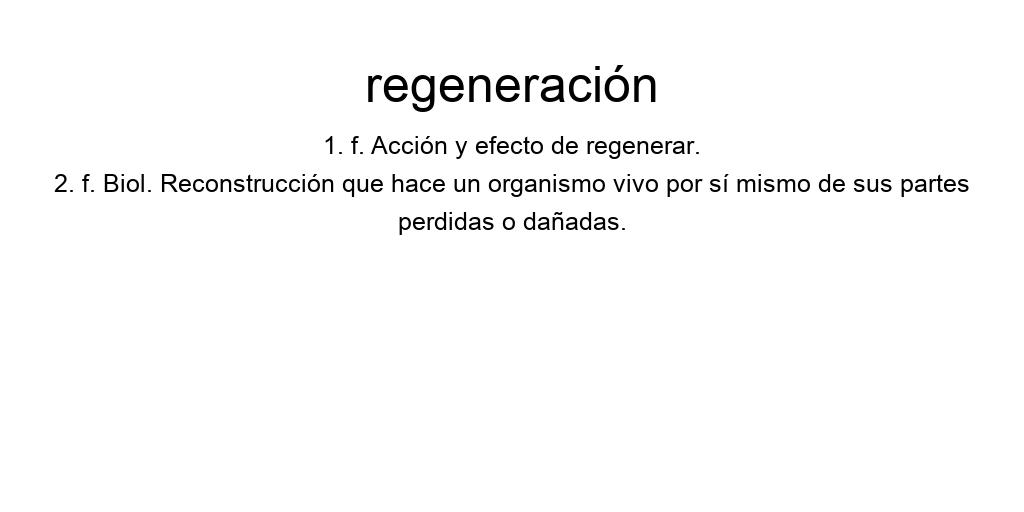 regeneración
1. f. Acción y efecto de regenerar.
2. f. Biol. Reconstrucción que hace un organismo vivo por sí mismo de sus partes
perdidas o dañadas.